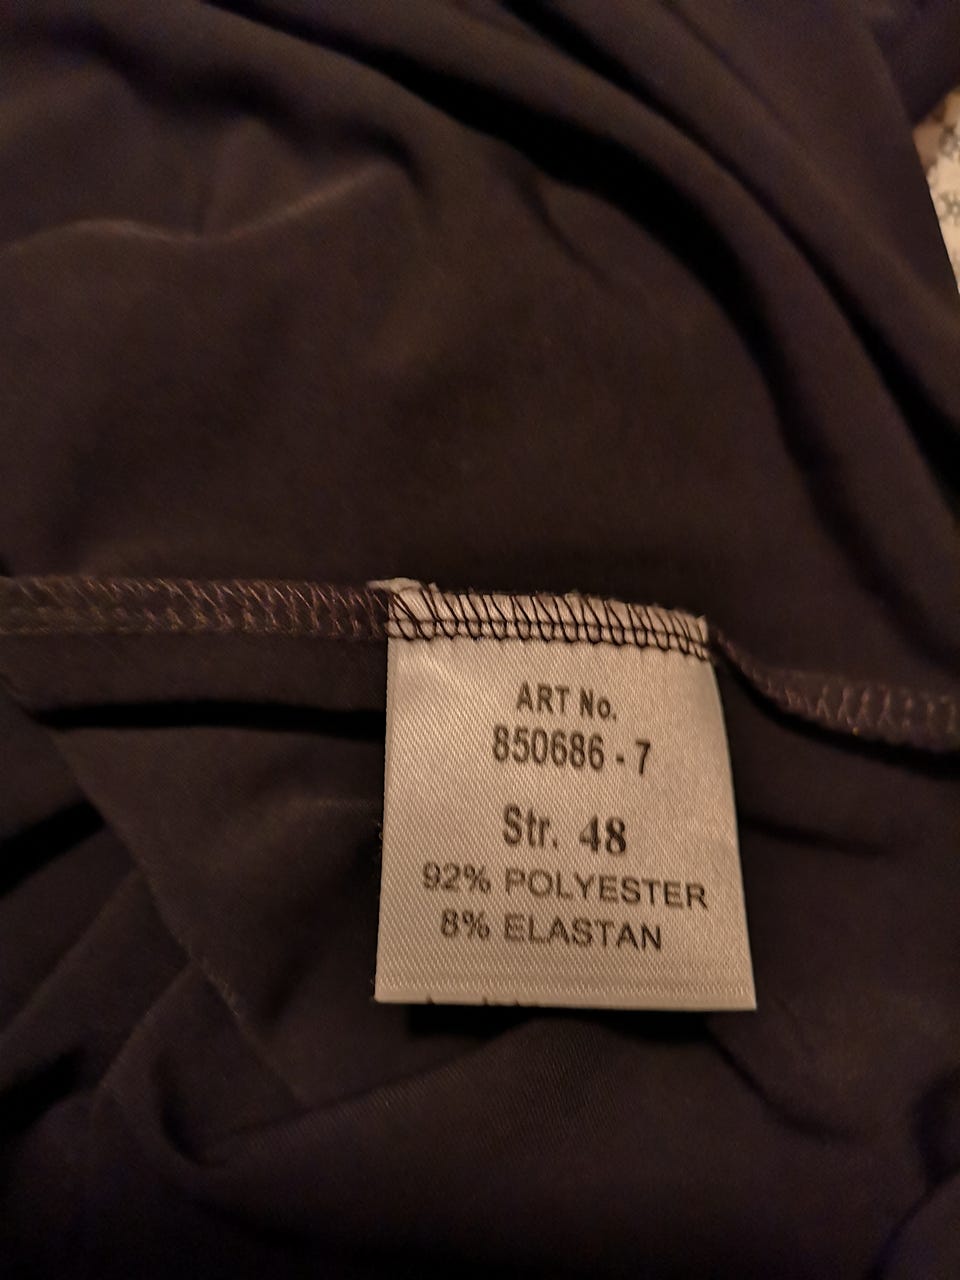 ART No.
850686 - 7
Str. 48
92% POLYESTER
8% ELASTAN